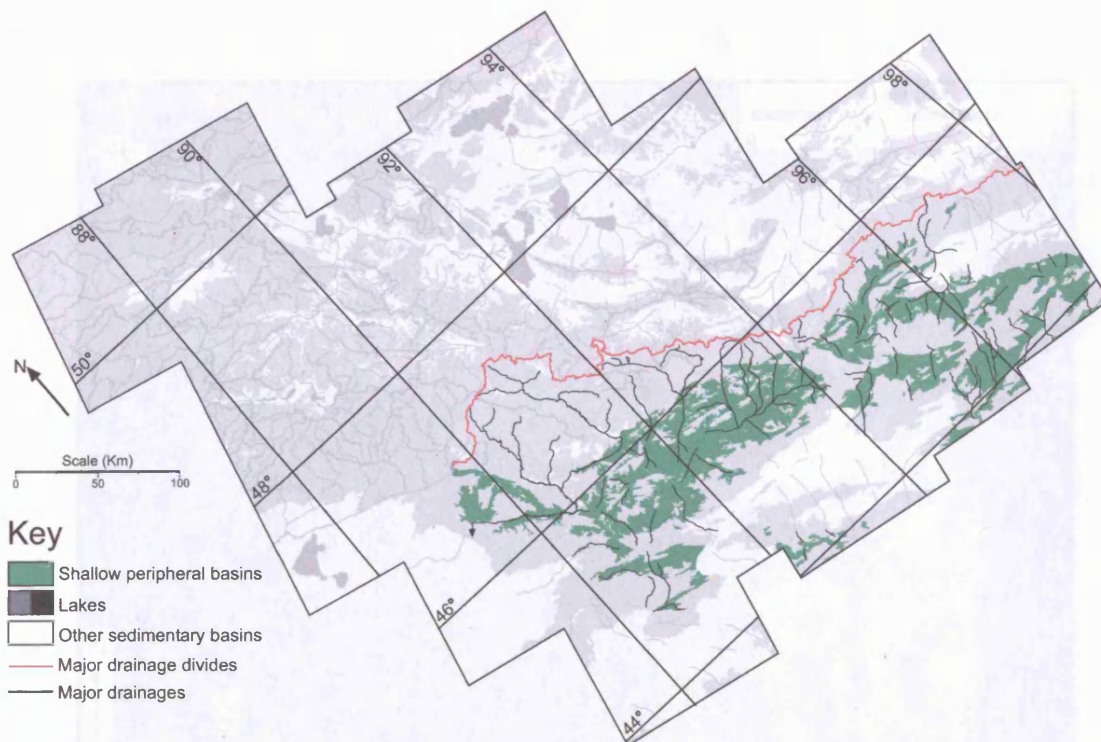 94°
98°
90°
92°
96°
88°
50°
N
Scale (Km)
0 50 100
48°
46°
44°
Key
Shallow peripheral basins
Lakes
Other sedimentary basins
Major drainage divides
Major drainages